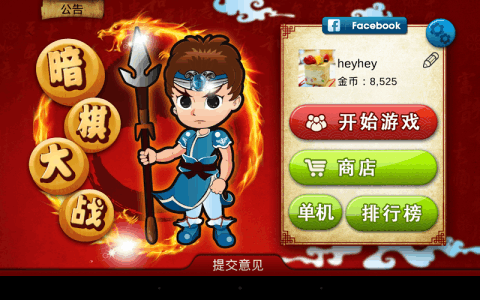 公告
暗
棋
大
战
Facebook
heyhey
金币：8,525
开始游戏
商店
单机
排行榜
提交意见